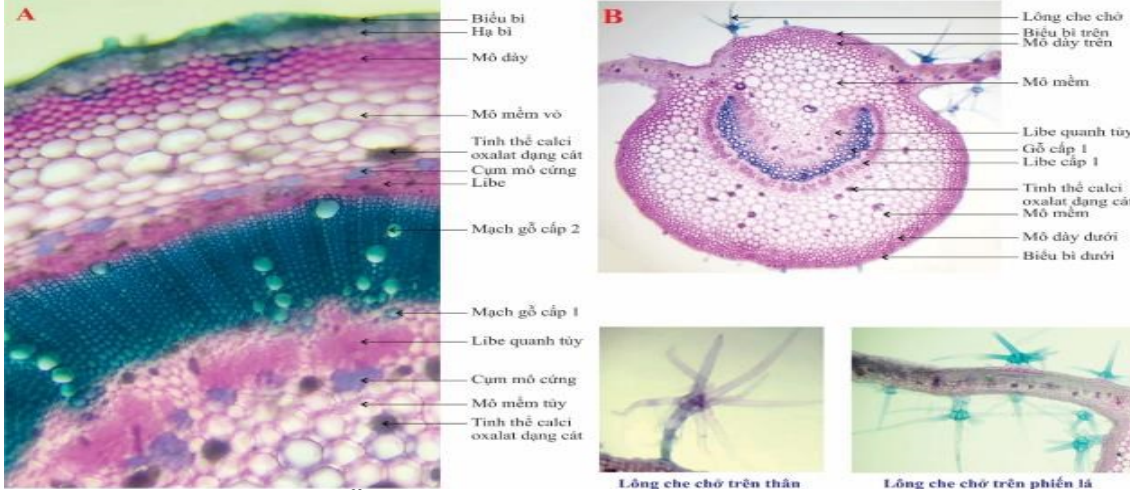 A
Biểu bì
Hạ bì
Mô dày
Mô mềm vỏ
Tinh thể calci
oxalat dạng cát
Cụm mô cứng
Libe
Mạch gỗ cấp 2
Mạch gỗ cấp 1
Libe quanh tủy
Cụm mô cứng
Mô mềm tủy
Tinh thể calci
oxalat dạng cát
B
Lông che chở
Biểu bì trên
Mô dày trên
Mô mềm
Libe quanh tủy
Gỗ cấp 1
Libe cấp 1
Tinh thể calci
oxalat dạng cát
Mô mềm
Mô dày dưới
Biểu bì dưới
Lông che chở trên thân
Lông che chở trên phiến lá